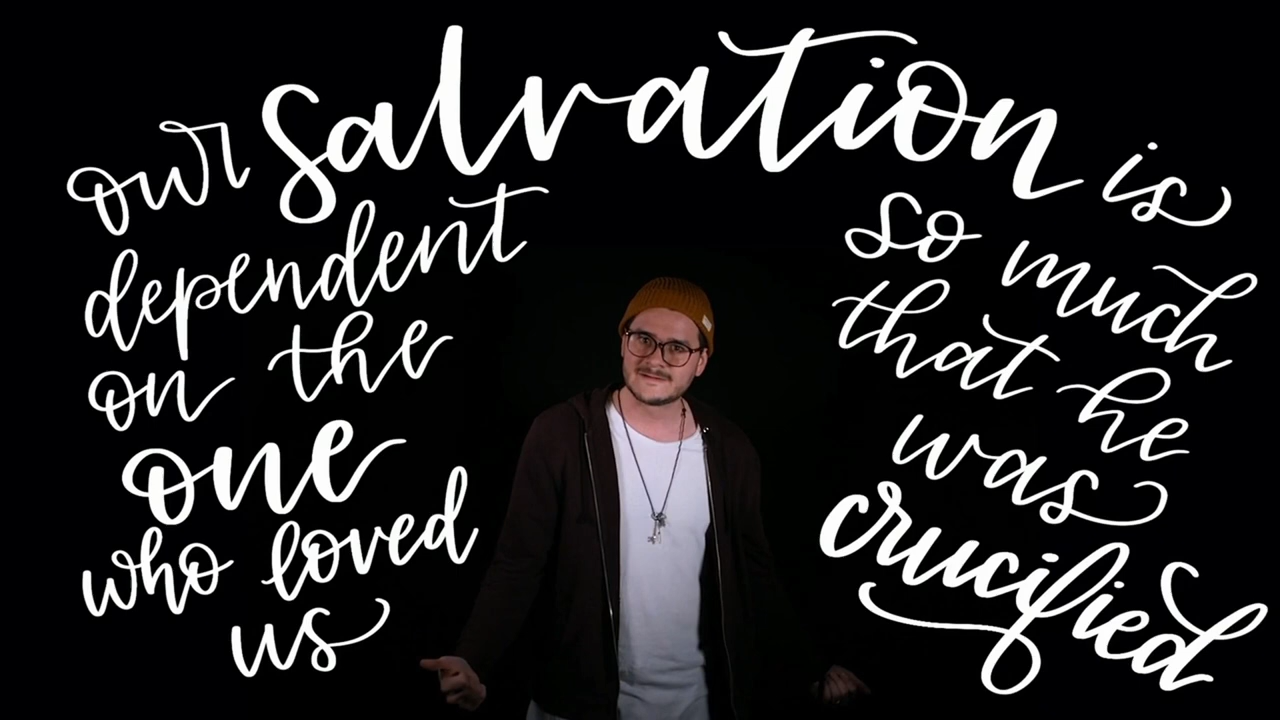 our salvation is
dependent
on the
one
who loved
us
so much
that he
was
crucified